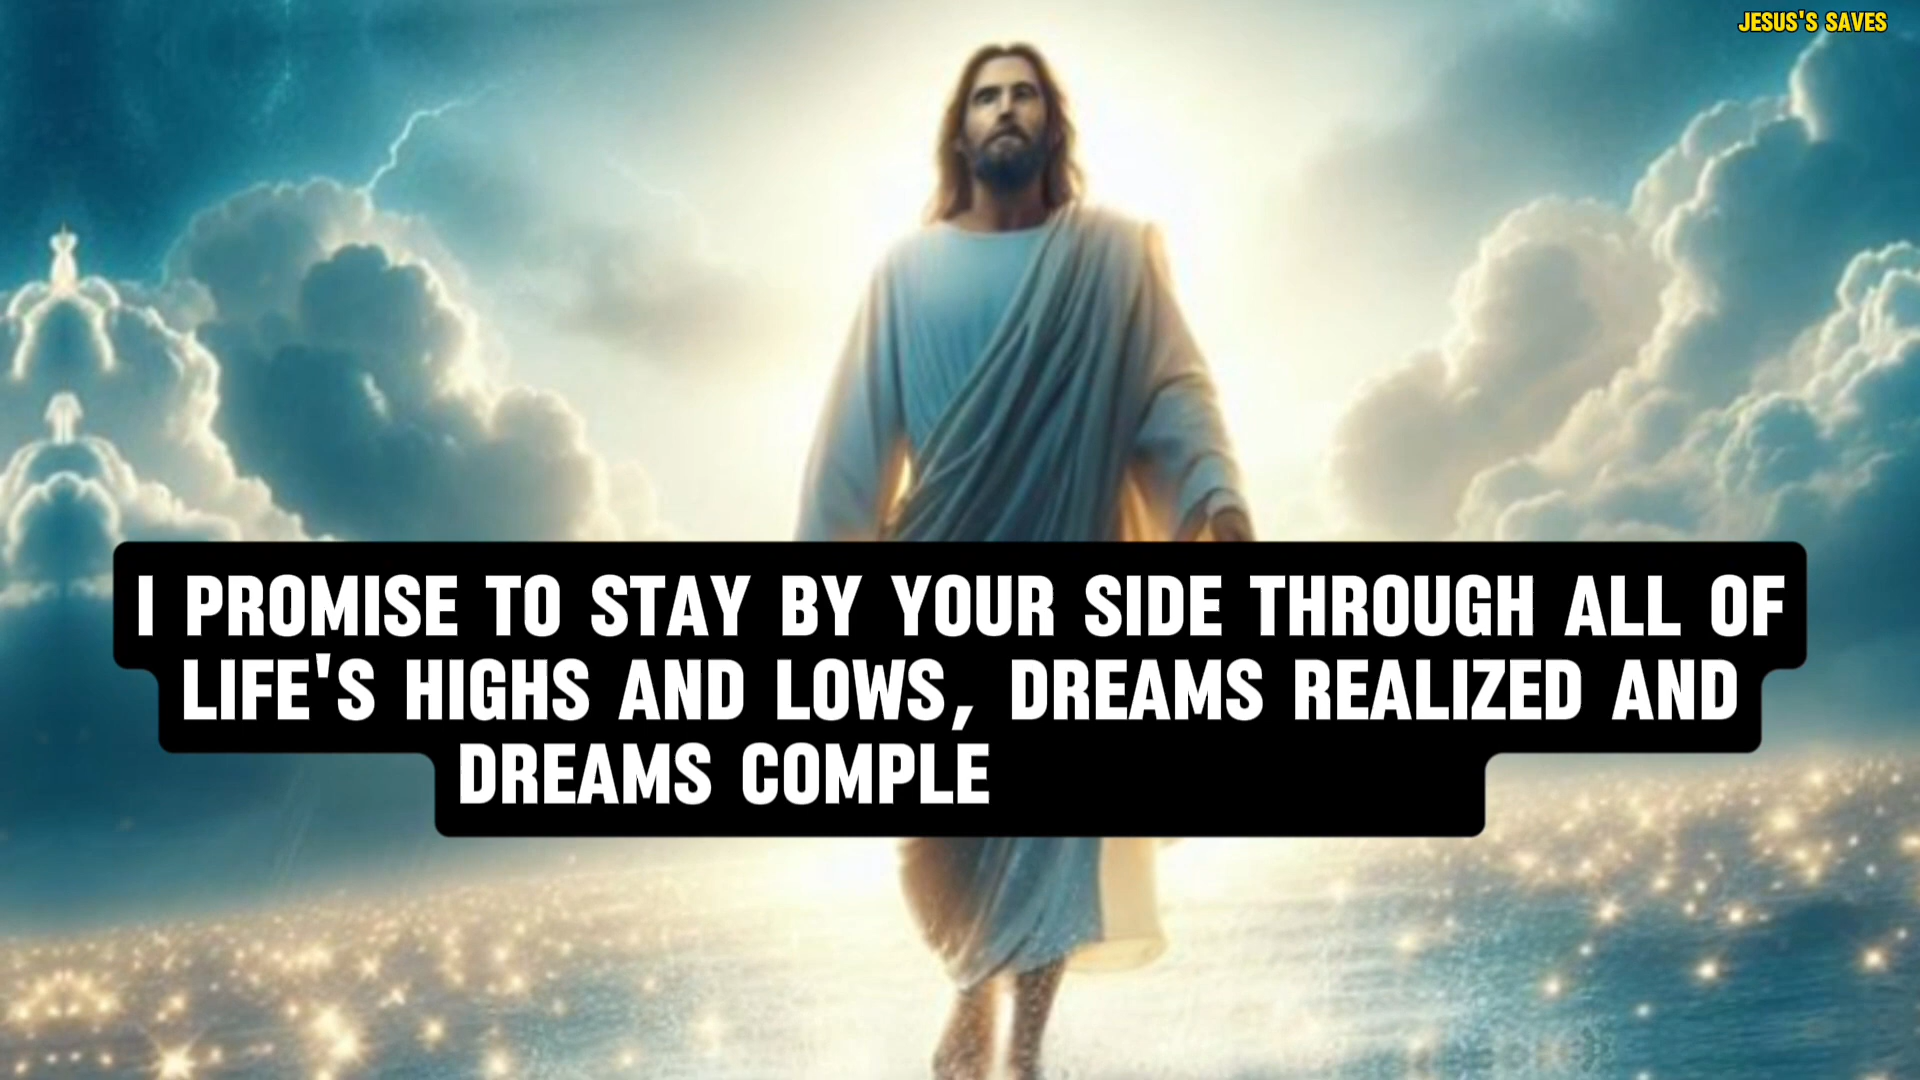 JESUS'S SAVES
I PROMISE TO STAY BY YOUR SIDE THROUGH ALL OF
LIFE'S HIGHS AND LOWS, DREAMS REALIZED AND
DREAMS COMPLE